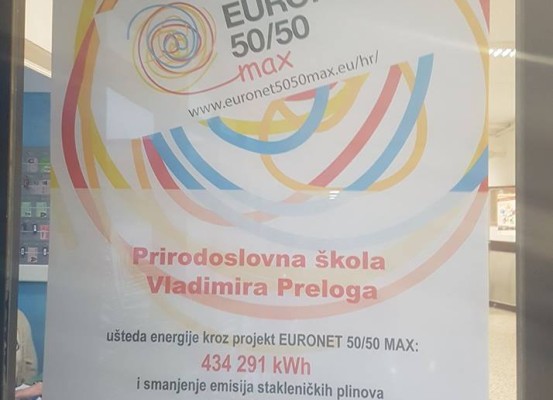 50/50
max
www.euronet5050max.eu/hr/
Prirodoslovna škola
Vladimira Preloga
ušteda energije kroz projekt EURONET 50/50 MAX:
434 291 kWh
i smanjenje emisija stakleničkih plinova